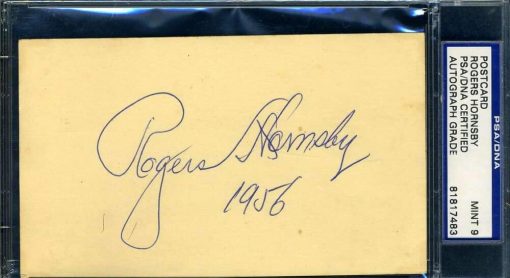 Rogers Hornsby
1956
PSA/DNA
POSTCARD
ROGERS HORNSBY
PSA/DNA CERTIFIED
AUTOGRAPH GRADE
MINT 9
81817483